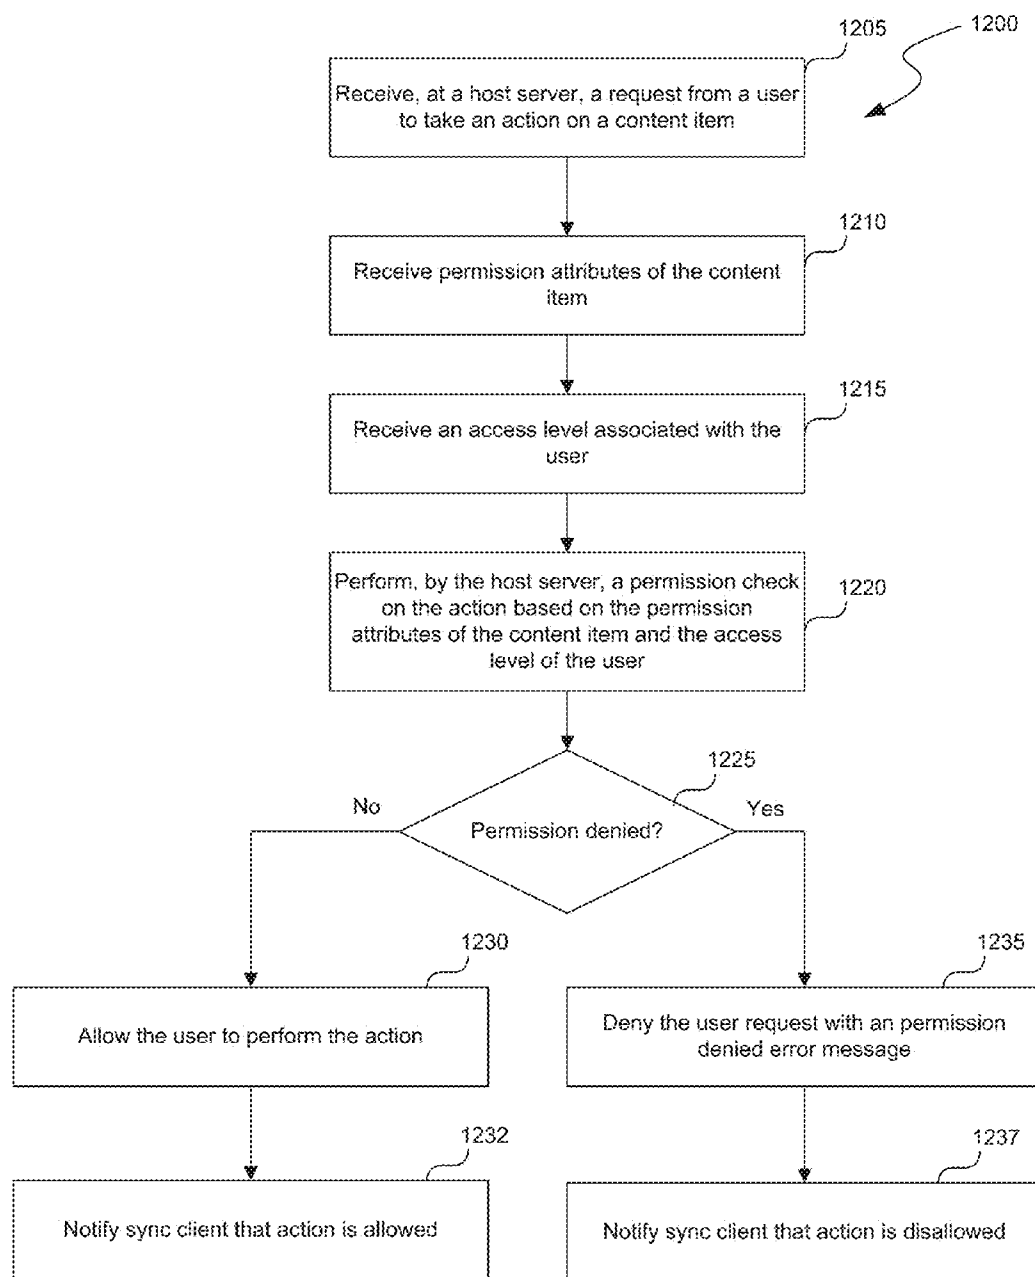 1205
1200
Receive, at a host server, a request from a user
to take an action on a content item
1210
Receive permission attributes of the content
item
1215
Receive an access level associated with the
user
1220
Perform, by the host server, a permission check
on the action based on the permission
attributes of the content item and the access
level of the user
1225
No
Yes
Permission denied?
1230
1235
Allow the user to perform the action
Deny the user request with an permission
denied error message
1232
1237
Notify sync client that action is allowed
Notify sync client that action is disallowed